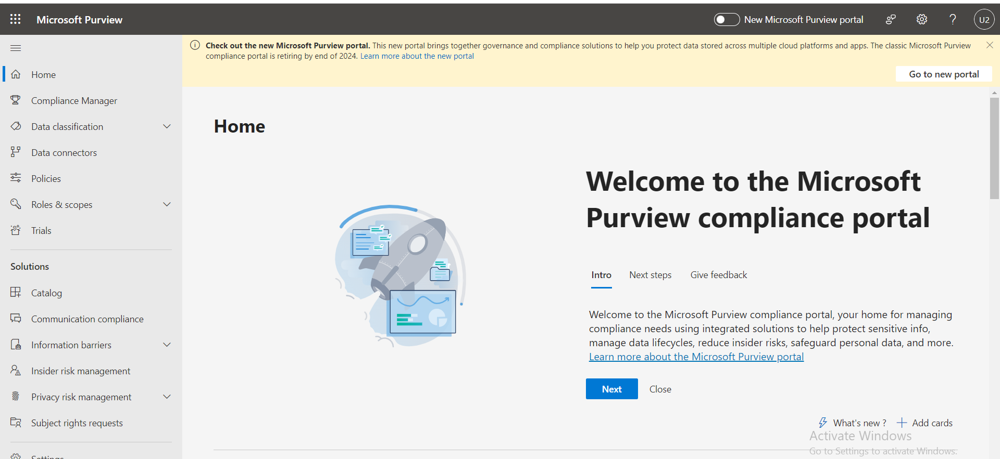 Microsoft Purview
New Microsoft Purview portal
?
U2
Check out the new Microsoft Purview portal. This new portal brings together governance and compliance solutions to help you protect data stored across multiple cloud platforms and apps. The classic Microsoft Purview
compliance portal is retiring by end of 2024. Learn more about the new portal
Go to new portal
Home
Compliance Manager
Data classification
Data connectors
Policies
Roles & scopes
Trials
Solutions
Catalog
Communication compliance
Information barriers
Insider risk management
Privacy risk management
Subject rights requests
Settings
Home
Welcome to the Microsoft
Purview compliance portal
Intro Next steps Give feedback
Welcome to the Microsoft Purview compliance portal, your home for managing
compliance needs using integrated solutions to help protect sensitive info,
manage data lifecycles, reduce insider risks, safeguard personal data, and more.
Learn more about the Microsoft Purview portal
Next Close
What's new ? Add cards
Activate Windows
Go to Settings to activate Windows.